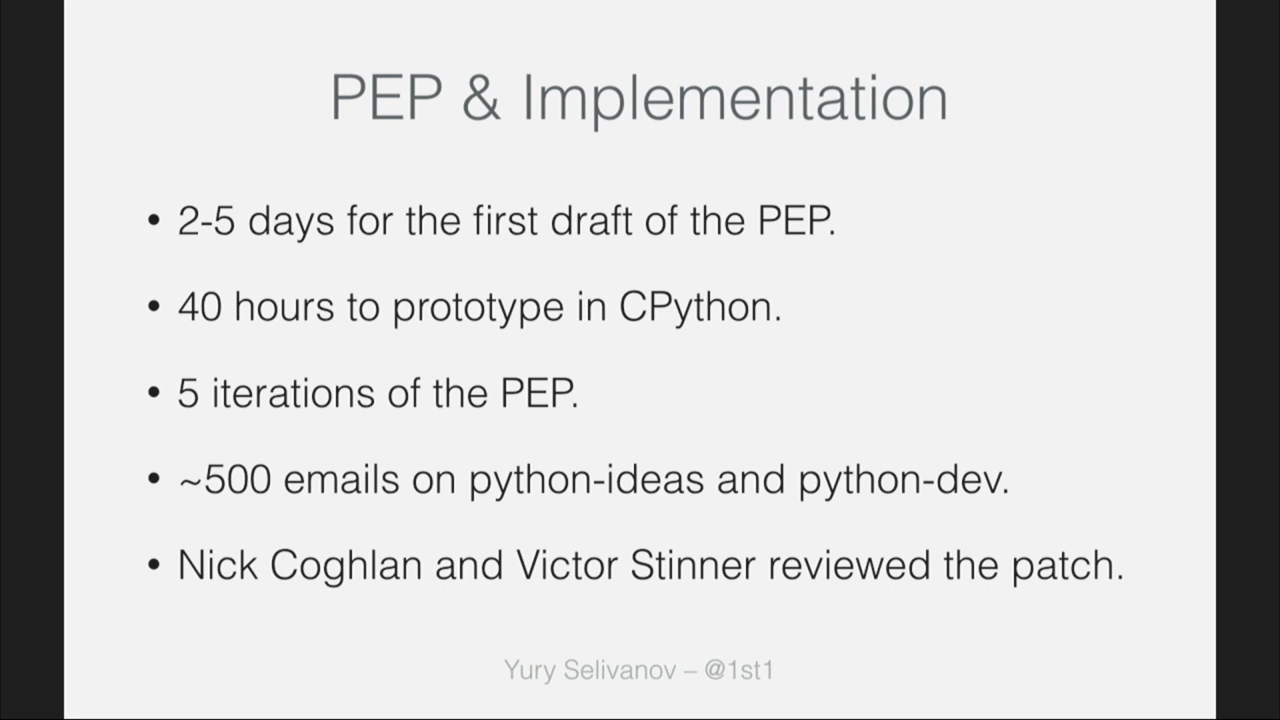 PEP & Implementation
• 2-5 days for the first draft of the PEP.
• 40 hours to prototype in CPython.
• 5 iterations of the PEP.
• ~500 emails on python-ideas and python-dev.
• Nick Coghlan and Victor Stinner reviewed the patch.
Yury Selivanov – @1st1